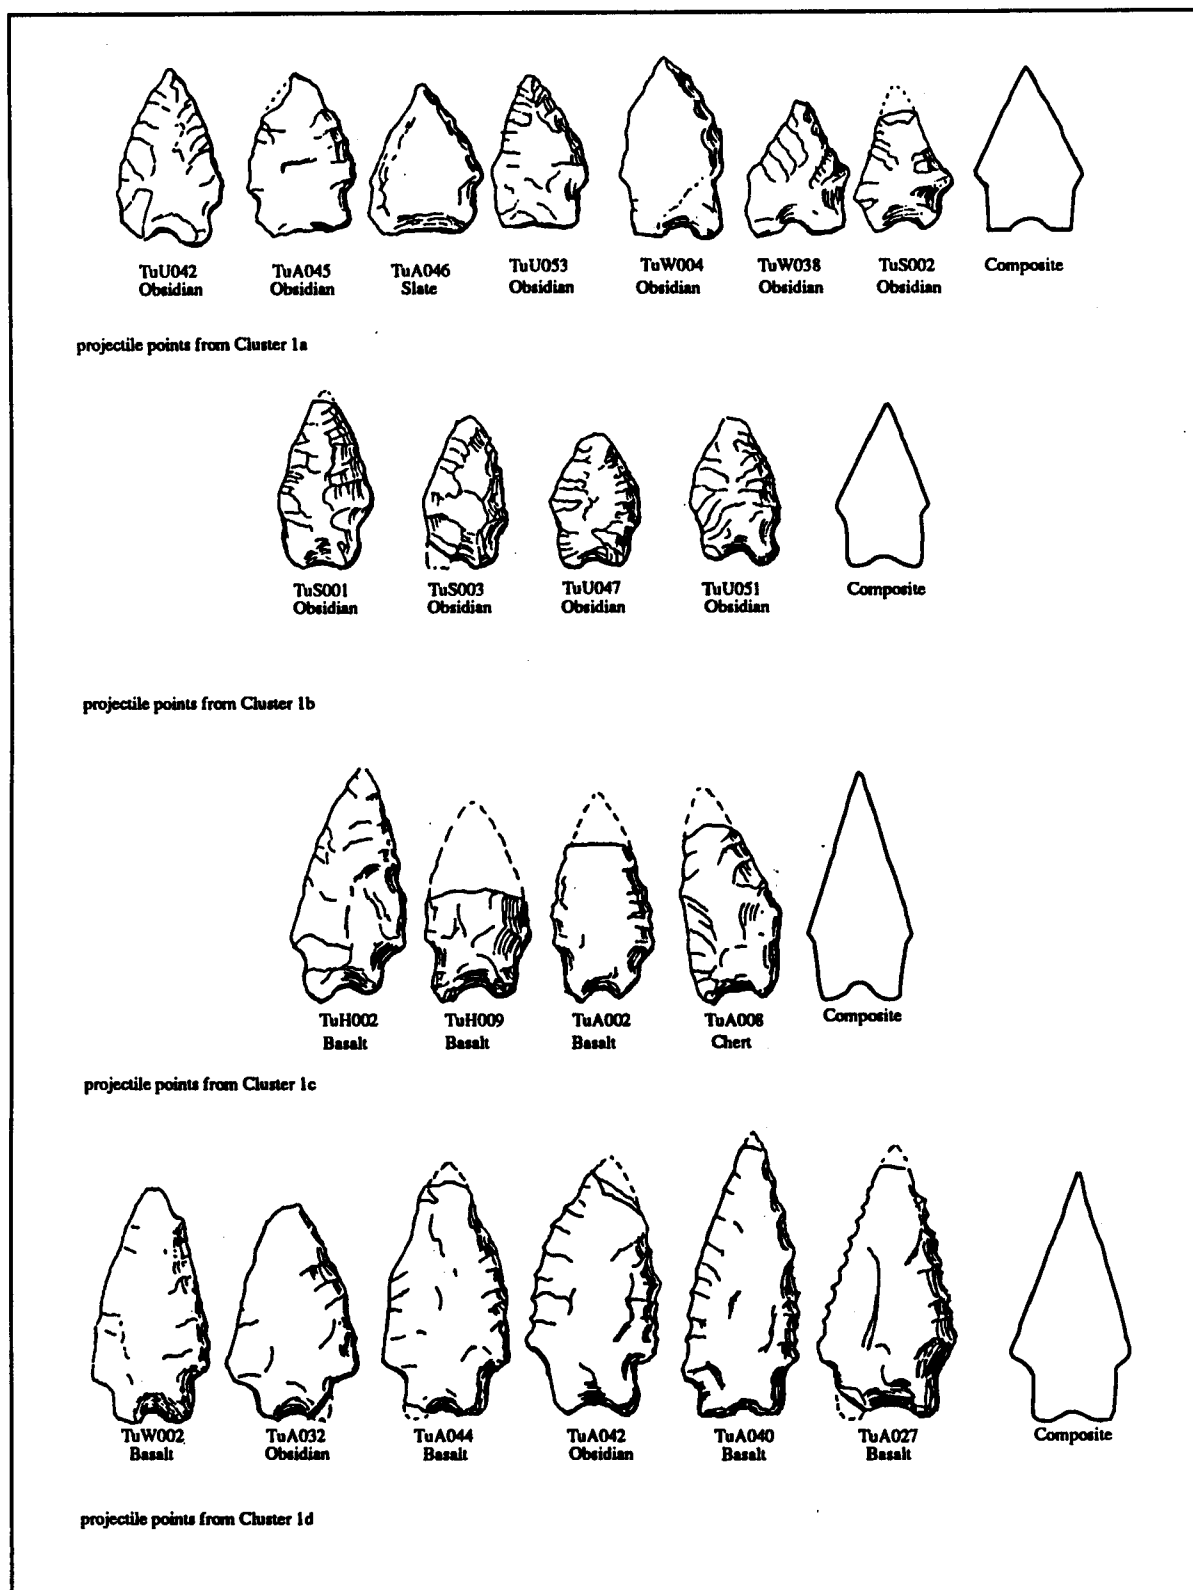 TuU042 TuA045 TuA046 TuU053 TuW004 TuW038 TuS002 Composite
Obsidian Obsidian Slate Obsidian Obsidian Obsidian Obsidian
projectile points from Cluster 1a
TuS001 TuS003 TuU047 TuU051 Composite
Obsidian Obsidian Obsidian Obsidian
projectile points from Cluster 1b
TuH002 TuH009 TuA002 TuA008 Composite
Basalt Basalt Basalt Chert
projectile points from Cluster 1c
TuW002 TuA032 TuA044 TuA042 TuA040 TuA027 Composite
Basalt Obsidian Basalt Obsidian Basalt Basalt
projectile points from Cluster 1d